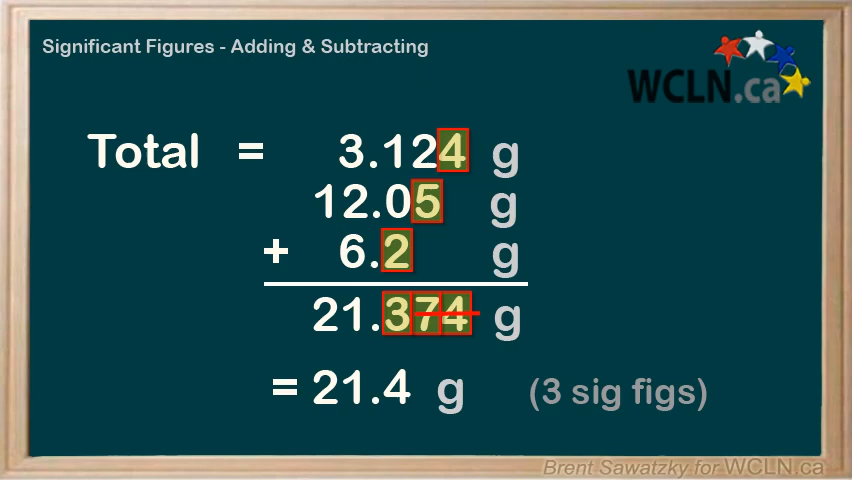 Significant Figures - Adding & Subtracting
WCLN.ca
Total = 3.124 g
12.05 g
+ 6.2 g
21.374 g
= 21.4 g (3 sig figs)
Brent Sawatzky for WCLN.ca